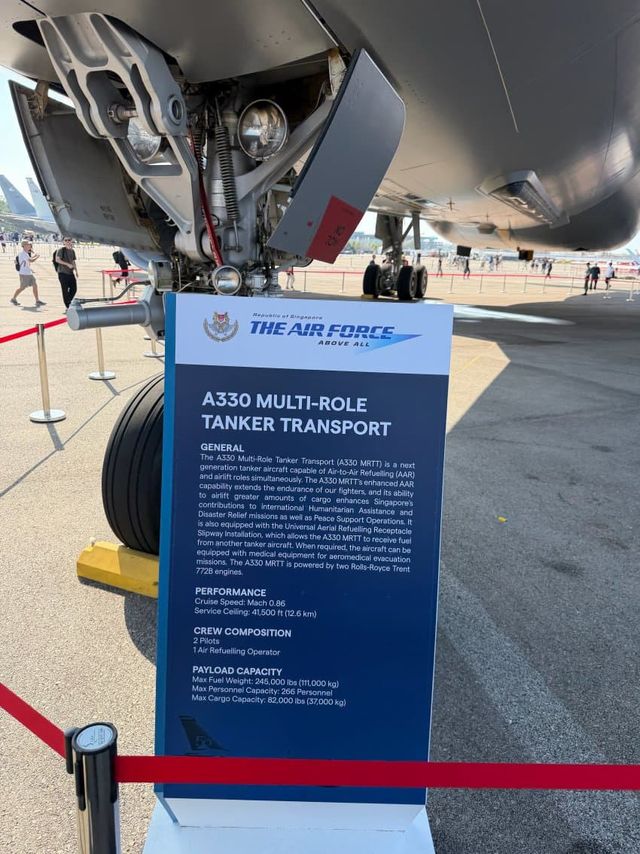 Republic of Singapore
THE AIR FORCE
ABOVE ALL
A330 MULTI-ROLE
TANKER TRANSPORT
GENERAL
The A330 Multi-Role Tanker Transport (A330 MRTT) is a next
generation tanker aircraft capable of Air-to-Air Refuelling (AAR)
and airlift roles simultaneously. The A330 MRTT's enhanced AAR
capability extends the endurance of our fighters, and its ability
to airlift greater amounts of cargo enhances Singapore's
contributions to International Humanitarian Assistance and
Disaster Relief missions as well as Peace Support Operations. It
is also equipped with the Universal Aerial Refuelling Receptacle
Slipway Installation, which allows the A330 MRTT to receive fuel
from another tanker aircraft. When required, the aircraft can be
equipped with medical equipment for aeromedical evacuation
missions. The A330 MRTT is powered by two Rolls-Royce Trent
772B engines.
PERFORMANCE
Cruise Speed: Mach 0.86
Service Ceiling: 41,500 ft (12.6 km)
CREW COMPOSITION
2 Pilots
1 Air Refuelling Operator
PAYLOAD CAPACITY
Max Fuel Weight: 245,000 lbs (111,000 kg)
Max Personnel Capacity: 266 Personnel
Max Cargo Capacity: 82,000 lbs (37,000 kg)